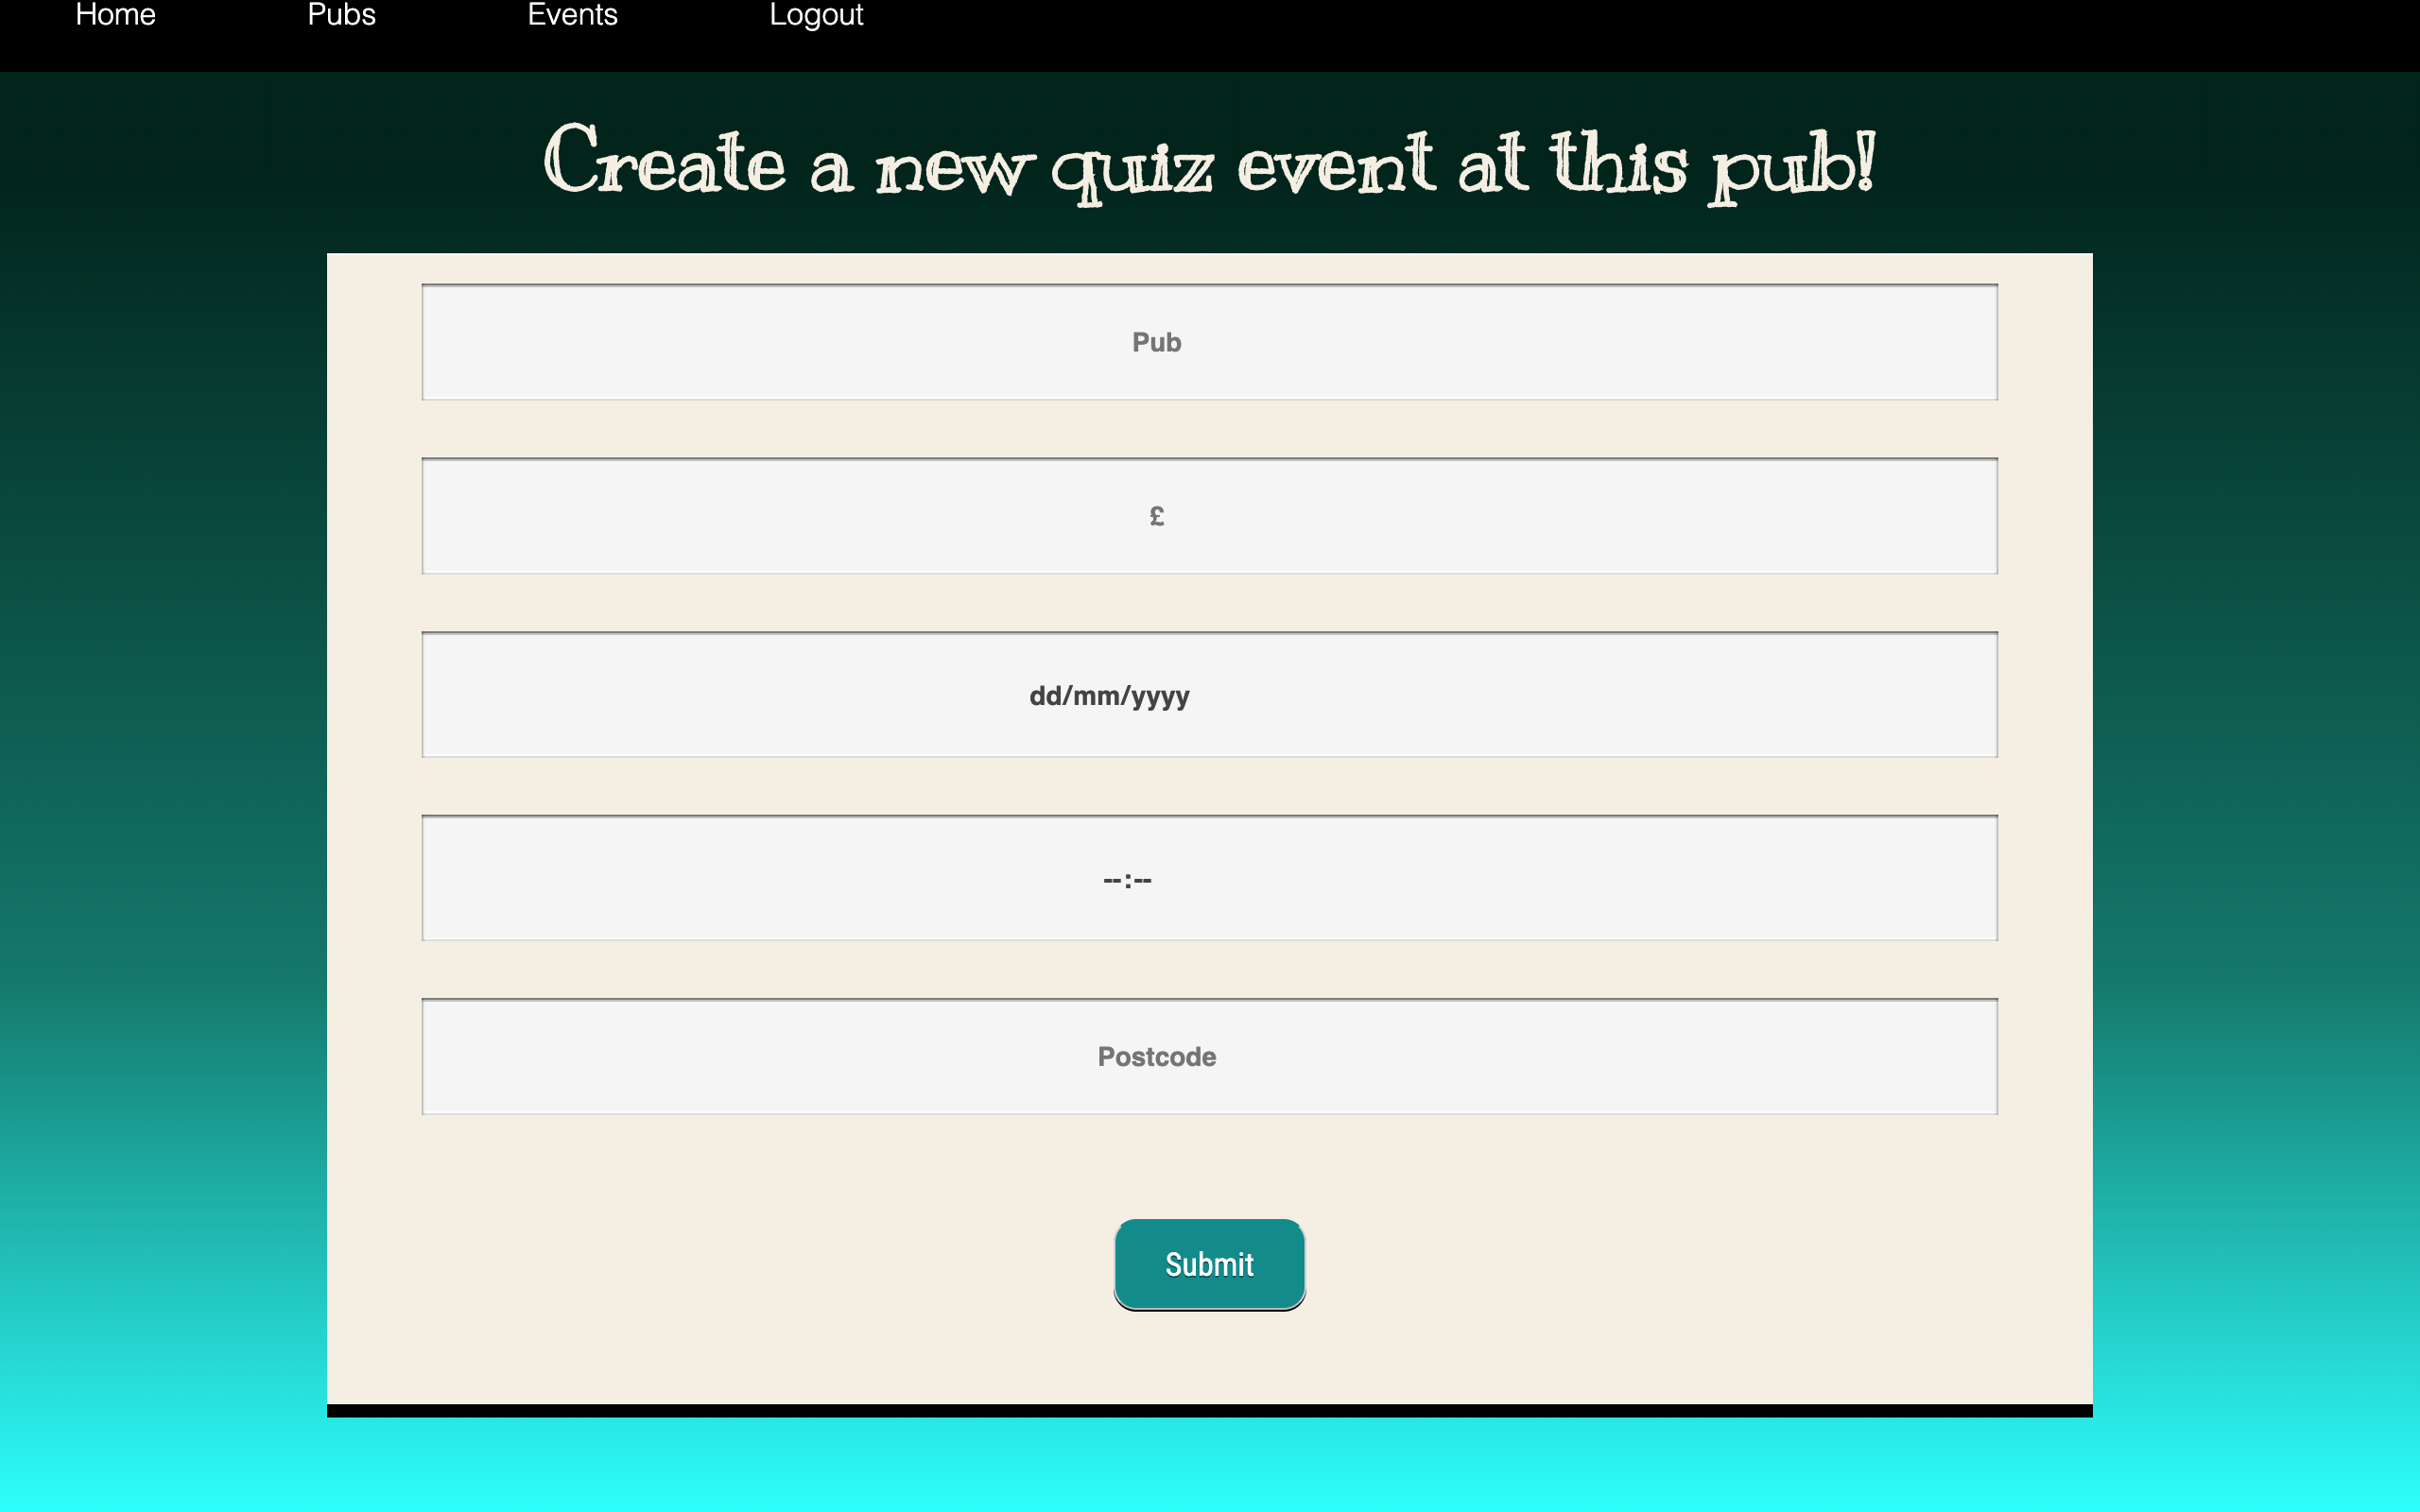 Home Pubs Events Logout
Create a new quiz event at this pub!
Pub
£
dd/mm/yyyy
--:--
Postcode
Submit